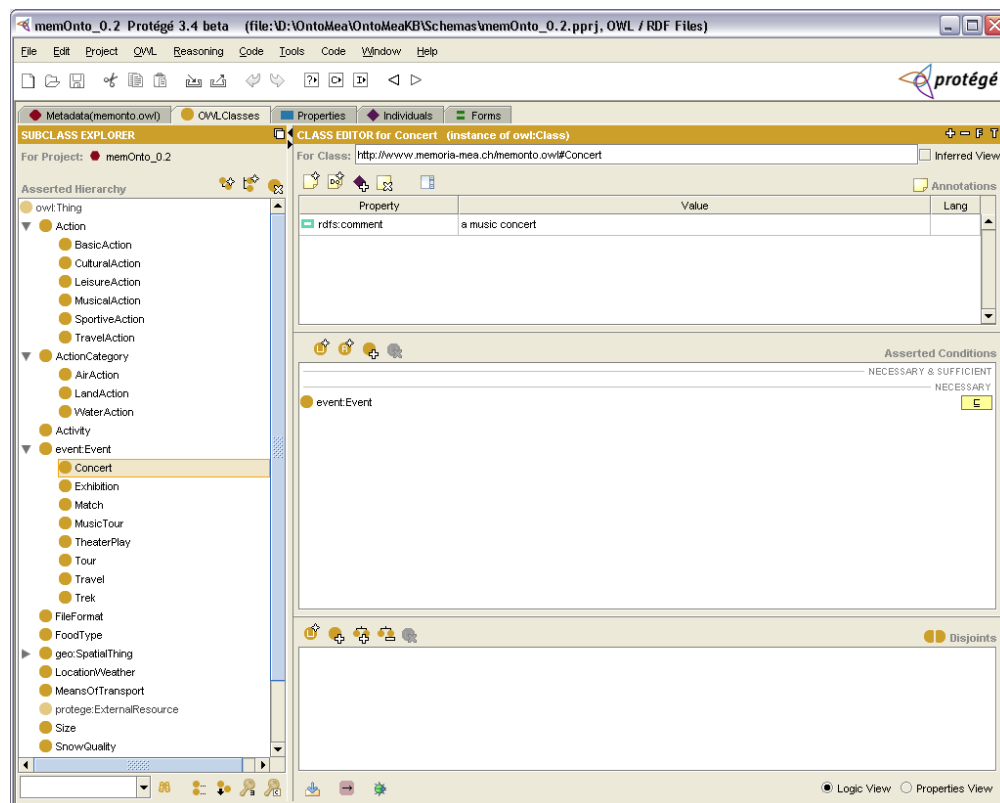 memOnto_0.2 Protégé 3.4 beta (file:\D:\OntoMea\OntoMeaKB\Schemas\memOnto_0.2.pprj, OWL / RDF Files)
File Edit Project OWL Reasoning Code Tools Code Window Help
protégé
Metadata(memonto.owl) OWLClasses Properties Individuals Forms
SUBCLASS EXPLORER
For Project: memOnto_0.2
Asserted Hierarchy
owl:Thing
Action
BasicAction
CulturalAction
LeisureAction
MusicalAction
SportiveAction
TravelAction
ActionCategory
AirAction
LandAction
WaterAction
Activity
event:Event
Concert
Exhibition
Match
MusicTour
TheaterPlay
Tour
Travel
Trek
FileFormat
FoodType
geo:SpatialThing
LocationWeather
MeansOfTransport
protege:ExternalResource
Size
SnowQuality
CLASS EDITOR for Concert (instance of owl:Class)
F T
For Class: http://www.memoria-mea.ch/memonto.owl#Concert
Inferred View
Annotations
Property Value Lang
rdfs:comment a music concert
Asserted Conditions
NECESSARY & SUFFICIENT
NECESSARY
event:Event ⊑
Disjoints
Logic View Properties View